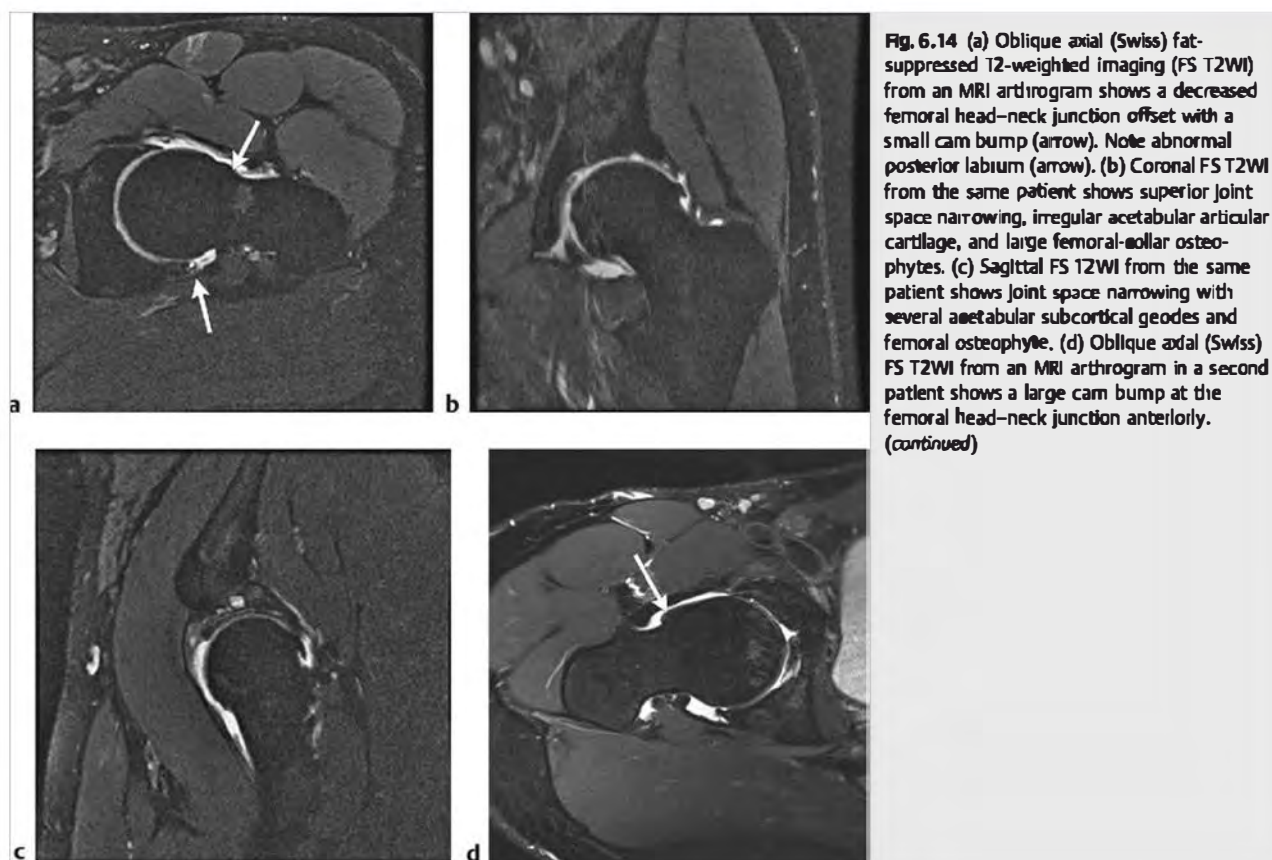 Fig. 6.14 (a) Oblique axial (Swiss) fat-
suppressed T2-weighted imaging (FS T2WI)
from an MRI arthrogram shows a decreased
femoral head–neck junction offset with a
small cam bump (arrow). Note abnormal
posterior labium (arrow). (b) Coronal FS T2WI
from the same patient shows superior joint
space narrowing, irregular acetabular articular
cartilage, and large femoral-collar osteo-
phytes. (c) Sagittal FS T2WI from the same
patient shows joint space narrowing with
several acetabular subcortical geodes and
femoral osteophyte. (d) Oblique axial (Swiss)
FS T2WI from an MRI arthrogram in a second
patient shows a large cam bump at the
femoral head–neck junction anteriorly.
(continued)
a
b
c
d